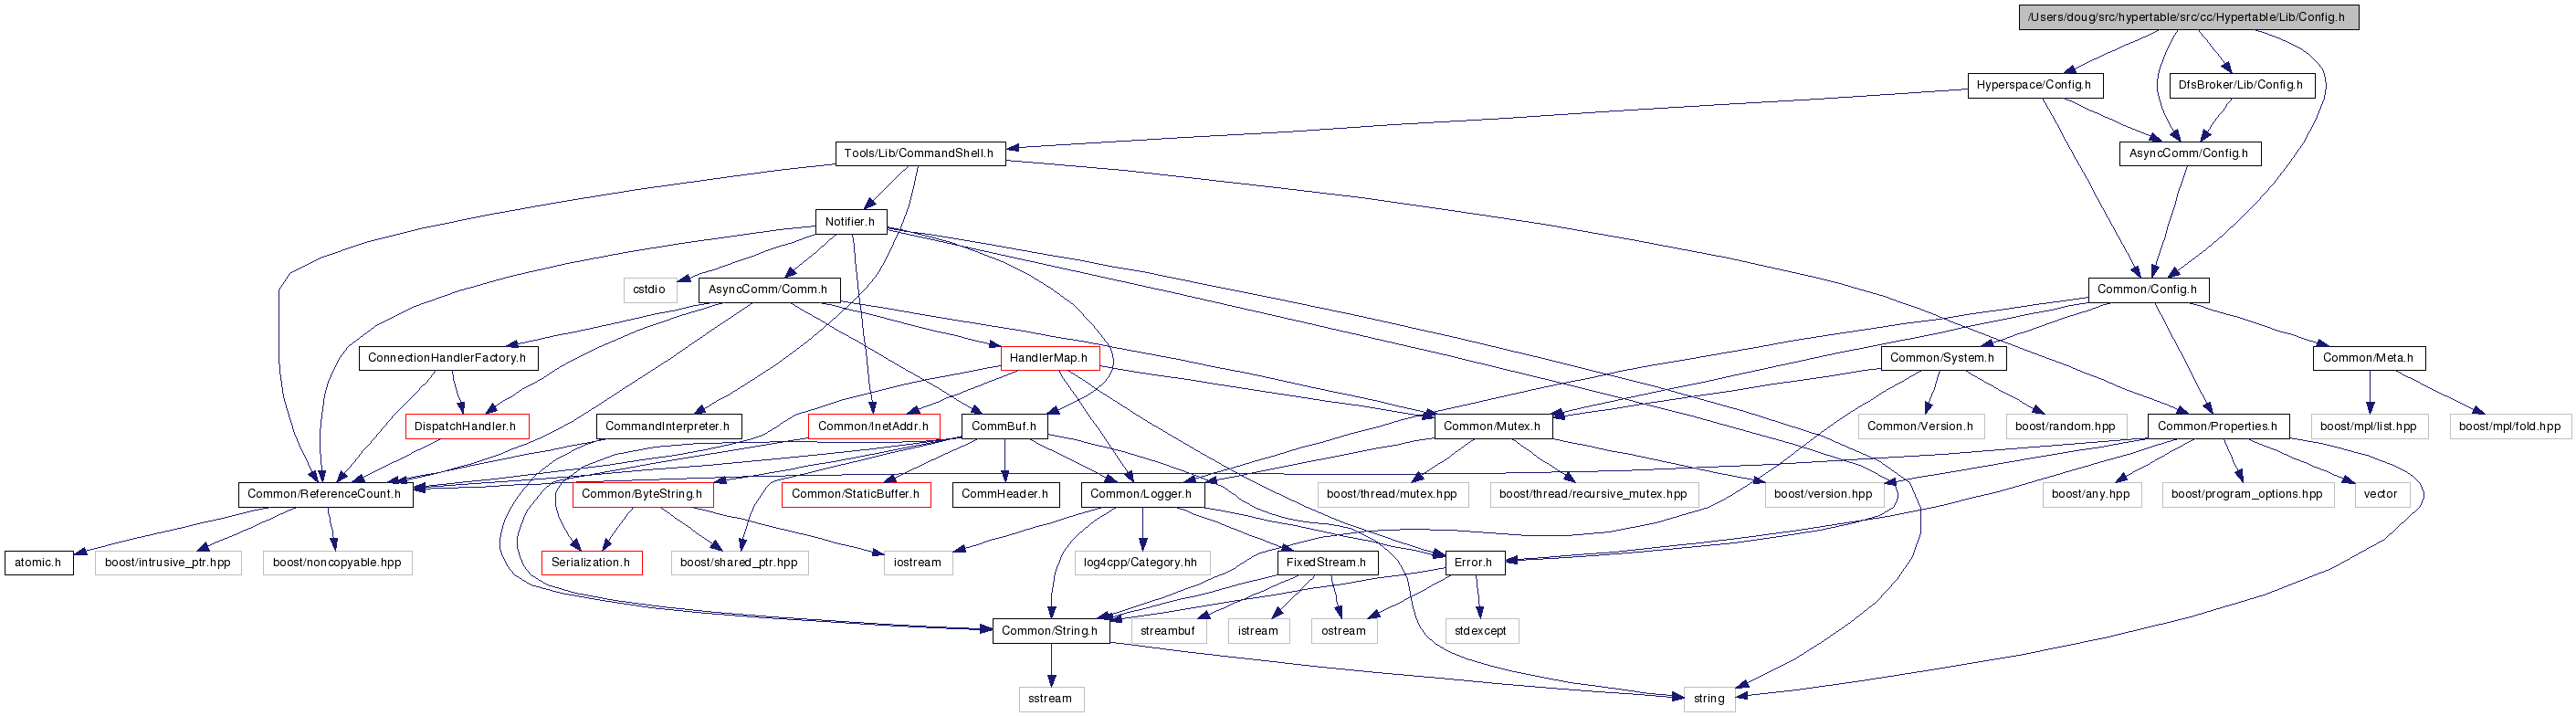 /Users/doug/src/hypertable/src/cc/Hypertable/Lib/Config.h
Hyperspace/Config.h
DfsBroker/Lib/Config.h
Tools/Lib/CommandShell.h
AsyncComm/Config.h
Notifier.h
cstdio
AsyncComm/Comm.h
Common/Config.h
ConnectionHandlerFactory.h
HandlerMap.h
Common/System.h
Common/Meta.h
DispatchHandler.h
CommandInterpreter.h
Common/InetAddr.h
CommBuf.h
Common/Mutex.h
Common/Version.h
boost/random.hpp
Common/Properties.h
boost/mpl/list.hpp
boost/mpl/fold.hpp
Common/ReferenceCount.h
Common/ByteString.h
Common/StaticBuffer.h
CommHeader.h
Common/Logger.h
boost/thread/mutex.hpp
boost/thread/recursive_mutex.hpp
boost/version.hpp
boost/any.hpp
boost/program_options.hpp
vector
atomic.h
boost/intrusive_ptr.hpp
boost/noncopyable.hpp
Serialization.h
boost/shared_ptr.hpp
iostream
log4cpp/Category.hh
FixedStream.h
Error.h
Common/String.h
streambuf
istream
ostream
stdexcept
sstream
string